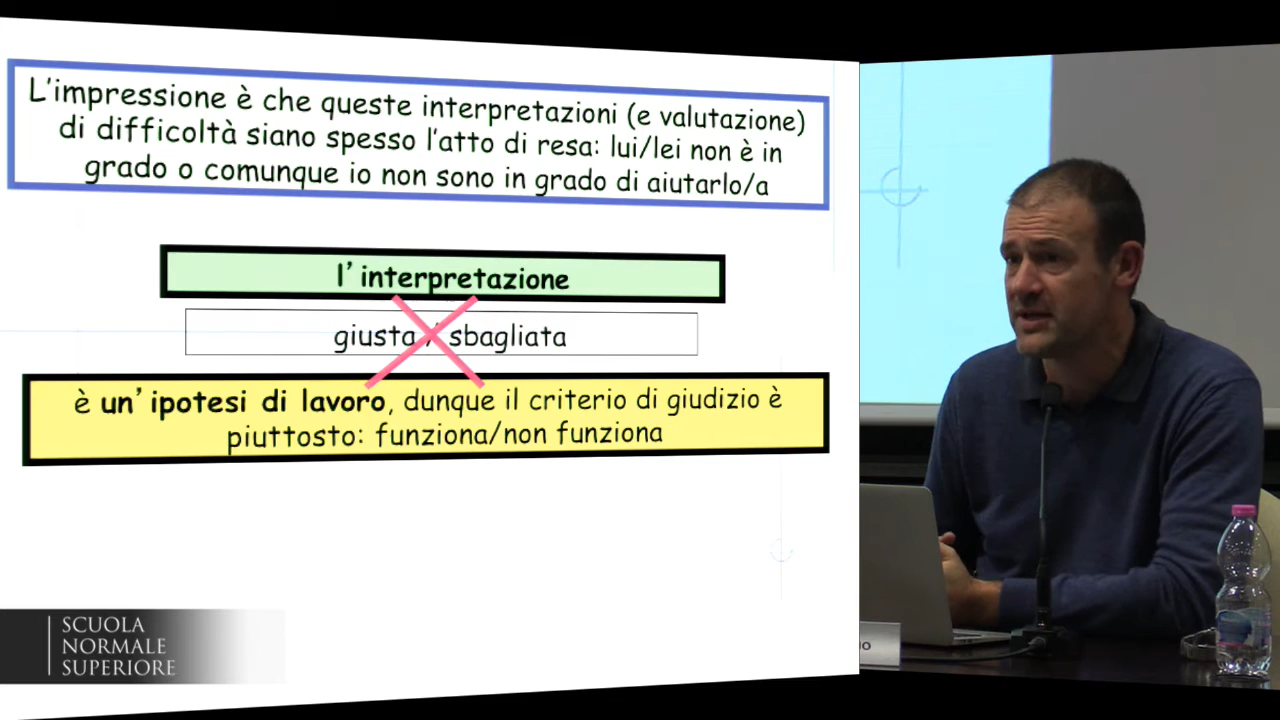 L'impressione è che queste interpretazioni (e valutazione)
di difficoltà siano spesso l'atto di resa: lui/lei non è in
grado o comunque io non sono in grado di aiutarlo/a
l'interpretazione
giusta / sbagliata
è un'ipotesi di lavoro, dunque il criterio di giudizio è
piuttosto: funziona/non funziona
SCUOLA
NORMALE
SUPERIORE